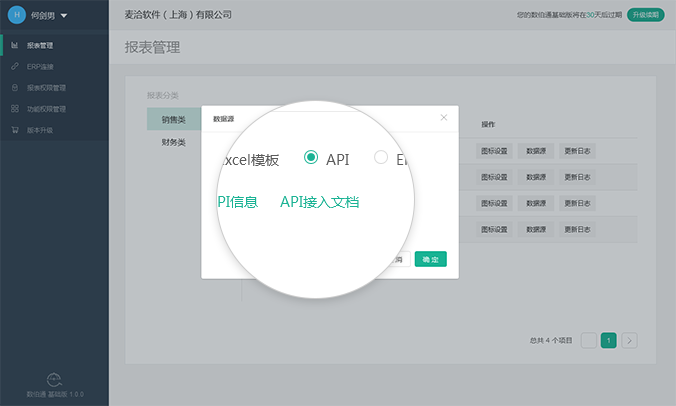 H 何剑男
麦洽软件（上海）有限公司
您的数伯通基础版将在30天后过期 升级续期
报表管理
ERP连接
报表权限管理
功能权限管理
版本升级
数伯通 基础版 1.0.0
报表管理
报表分类
销售类
财务类
操作
图标设置 数据源 更新日志
图标设置 数据源 更新日志
图标设置 数据源 更新日志
图标设置 数据源 更新日志
总共 4 个项目 1
数据源
xcel模板 API
PI信息 API接入文档
确 定